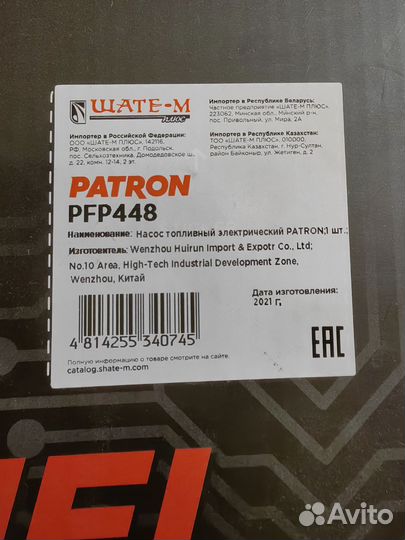 ШАТЕ-М
плюс
Импортер в Республике Беларусь:
Частное предприятие «ШАТЕ-М ПЛЮС»,
223062, Минская обл., Минский р-н,
пос. Привольный, ул. Мира, 2А
Импортер в Российской Федерации:
ООО «ШАТЕ-М ПЛЮС», 142116,
РФ, Московская обл., г. Подольск,
пос. Сельхозтехника, Домодедовское ш.,
д. 22, комн. 12-14, 2 эт.
Импортер в Республике Казахстан:
ТОО «ШАТЕ-М ПЛЮС», 010000,
Республика Казахстан, г. Нур-Султан,
район Байконыр, ул. Жетиген, д. 2
PATRON
PFP448
Наименование: Насос топливный электрический PATRON;1 шт.;
Изготовитель: Wenzhou Huirun Import & Expotr Co., Ltd;
No.10 Area, High-Tech Industrial Development Zone,
Wenzhou, Китай
Дата изготовления:
2021 г,
4 814255 340745
EAC
Полную информацию о товаре смотрите на сайте
catalog.shate-m.com
Avito